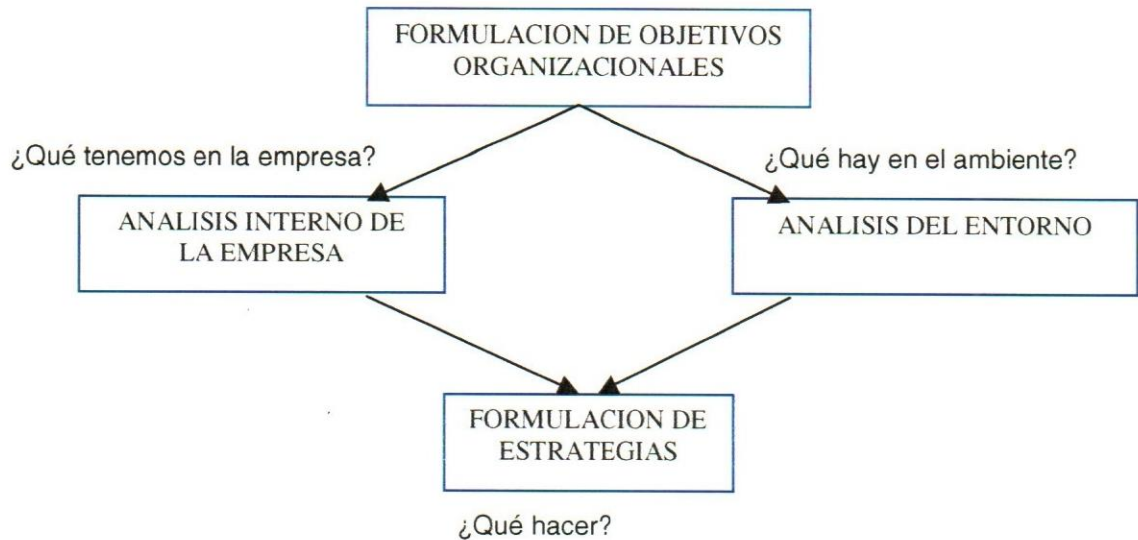 FORMULACION DE OBJETIVOS
ORGANIZACIONALES
¿Qué tenemos en la empresa?
¿Qué hay en el ambiente?
ANALISIS INTERNO DE
LA EMPRESA
ANALISIS DEL ENTORNO
FORMULACION DE
ESTRATEGIAS
¿Qué hacer?